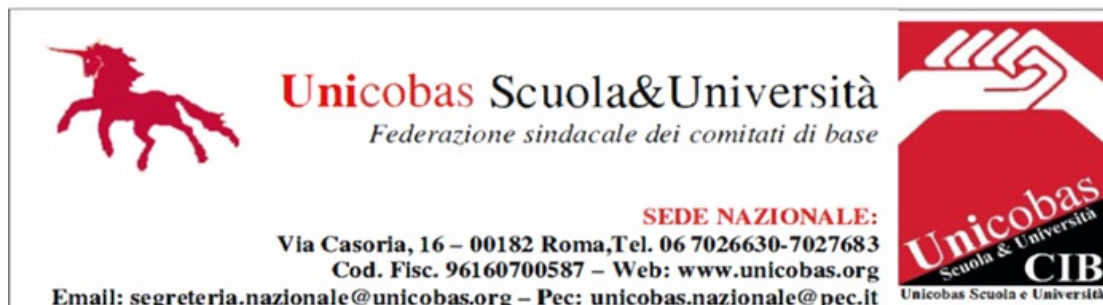 Unicobas Scuola&Università
Federazione sindacale dei comitati di base
SEDE NAZIONALE:
Via Casoria, 16 – 00182 Roma,Tel. 06 7026630-7027683
Cod. Fisc. 96160700587 – Web: www.unicobas.org
Email: segreteria.nazionale@unicobas.org – Pec: unicobas.nazionale@pec.it
Unicobas
Scuola & Università
CIB
Unicobas Scuola e Università